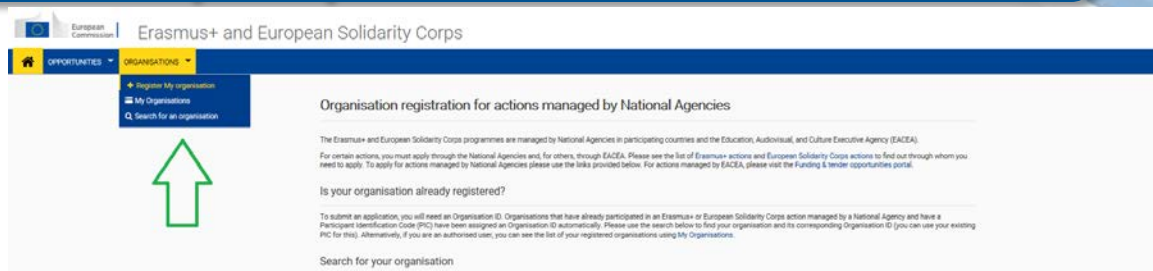 European
Commission
Erasmus+ and European Solidarity Corps
OPPORTUNITIES
ORGANISATIONS
+ Register My organisation
My Organisations
Search for an organisation
Organisation registration for actions managed by National Agencies
The Erasmus+ and European Solidarity Corps programmes are managed by National Agencies in participating countries and the Education, Audiovisual, and Culture Executive Agency (EACEA).
For certain actions, you must apply through the National Agencies and, for others, through EACEA. Please see the list of Erasmus+ actions and European Solidarity Corps actions to find out through whom you
need to apply. To apply for actions managed by National Agencies please use the links provided below. For actions managed by EACEA, please visit the Funding & tender opportunities portal.
Is your organisation already registered?
To submit an application, you will need an Organisation ID. Organisations that have already participated in an Erasmus+ or European Solidarity Corps action managed by a National Agency and have a
Participant Identification Code (PIC) have been assigned an Organisation ID automatically. Please use the search below to find your organisation and its corresponding Organisation ID (you can use your existing
PIC for this). Alternatively, if you are an authorised user, you can see the list of your registered organisations using My Organisations.
Search for your organisation